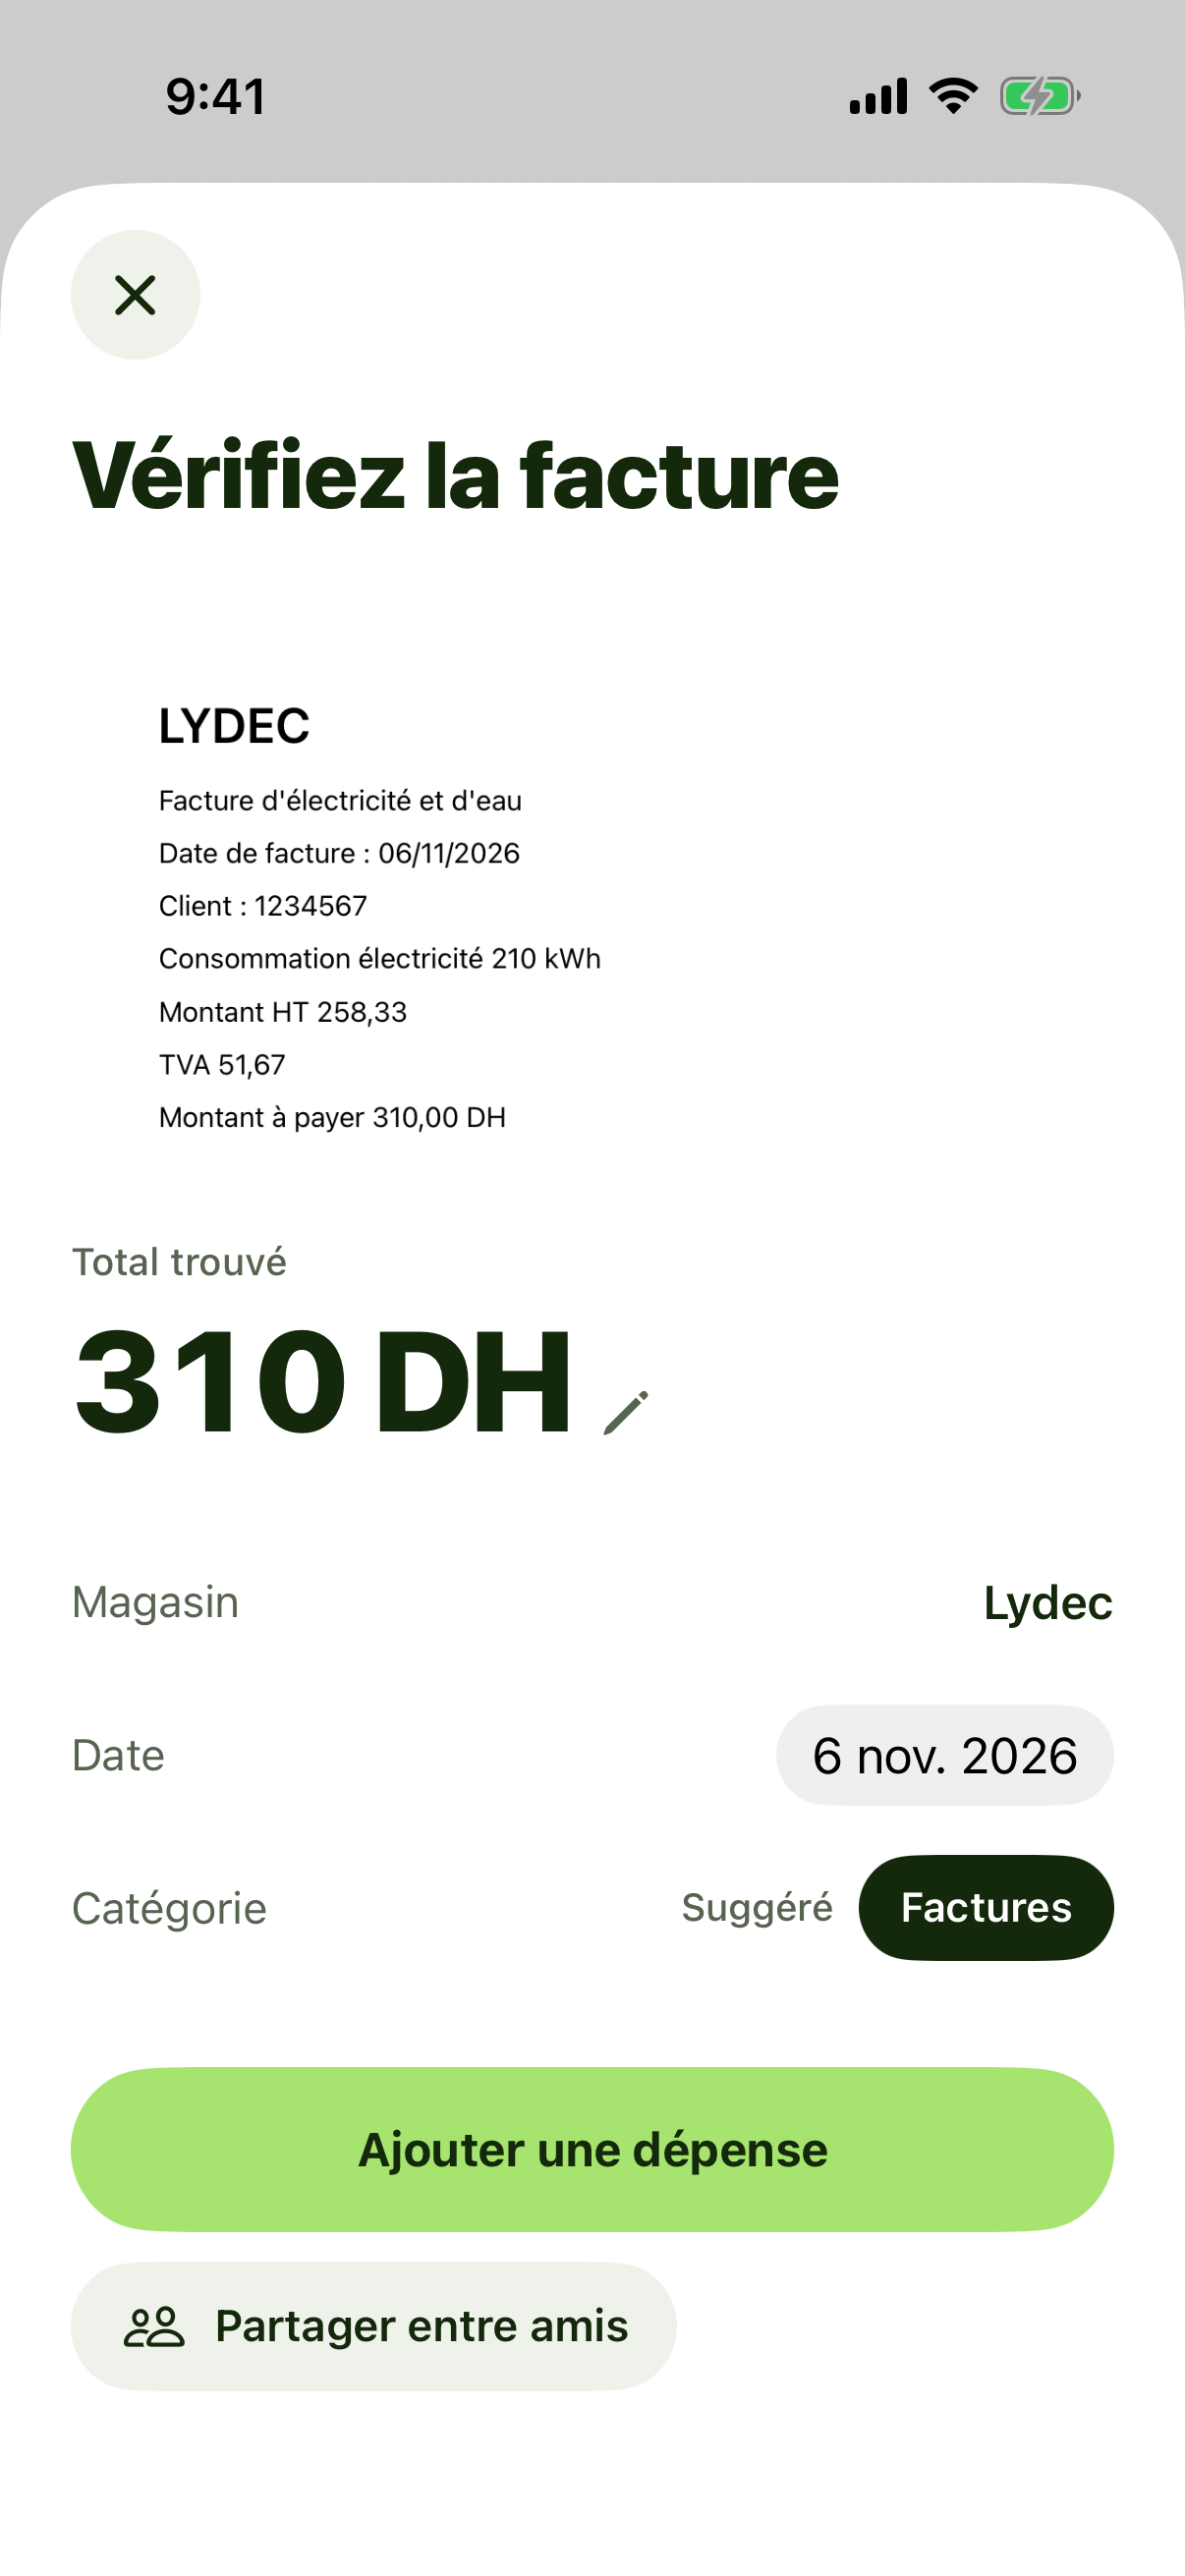 9:41
Vérifiez la facture
LYDEC
Facture d'électricité et d'eau
Date de facture : 06/11/2026
Client : 1234567
Consommation électricité 210 kWh
Montant HT 258,33
TVA 51,67
Montant à payer 310,00 DH
Total trouvé
310 DH
Magasin Lydec
Date 6 nov. 2026
Catégorie Suggéré Factures
Ajouter une dépense
Partager entre amis